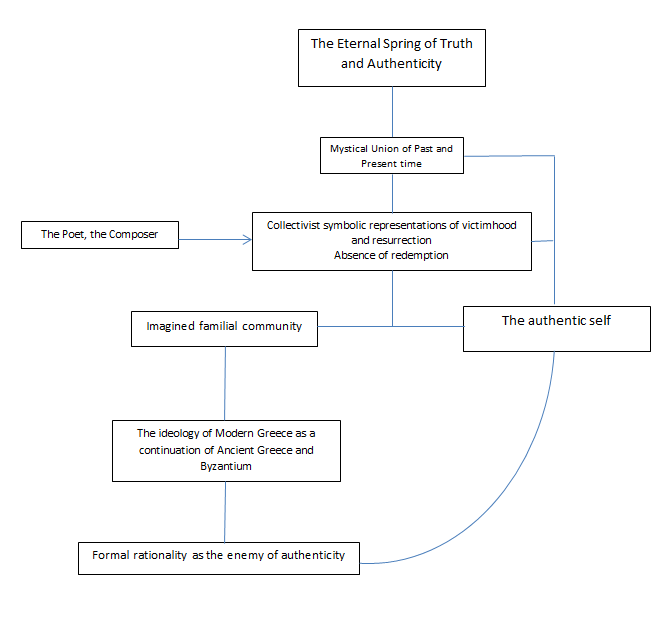 The Eternal Spring of Truth
and Authenticity
Mystical Union of Past and
Present time
Collectivist symbolic representations of victimhood
and resurrection
Absence of redemption
The Poet, the Composer
Imagined familial community
The authentic self
The ideology of Modern Greece as a
continuation of Ancient Greece and
Byzantium
Formal rationality as the enemy of authenticity